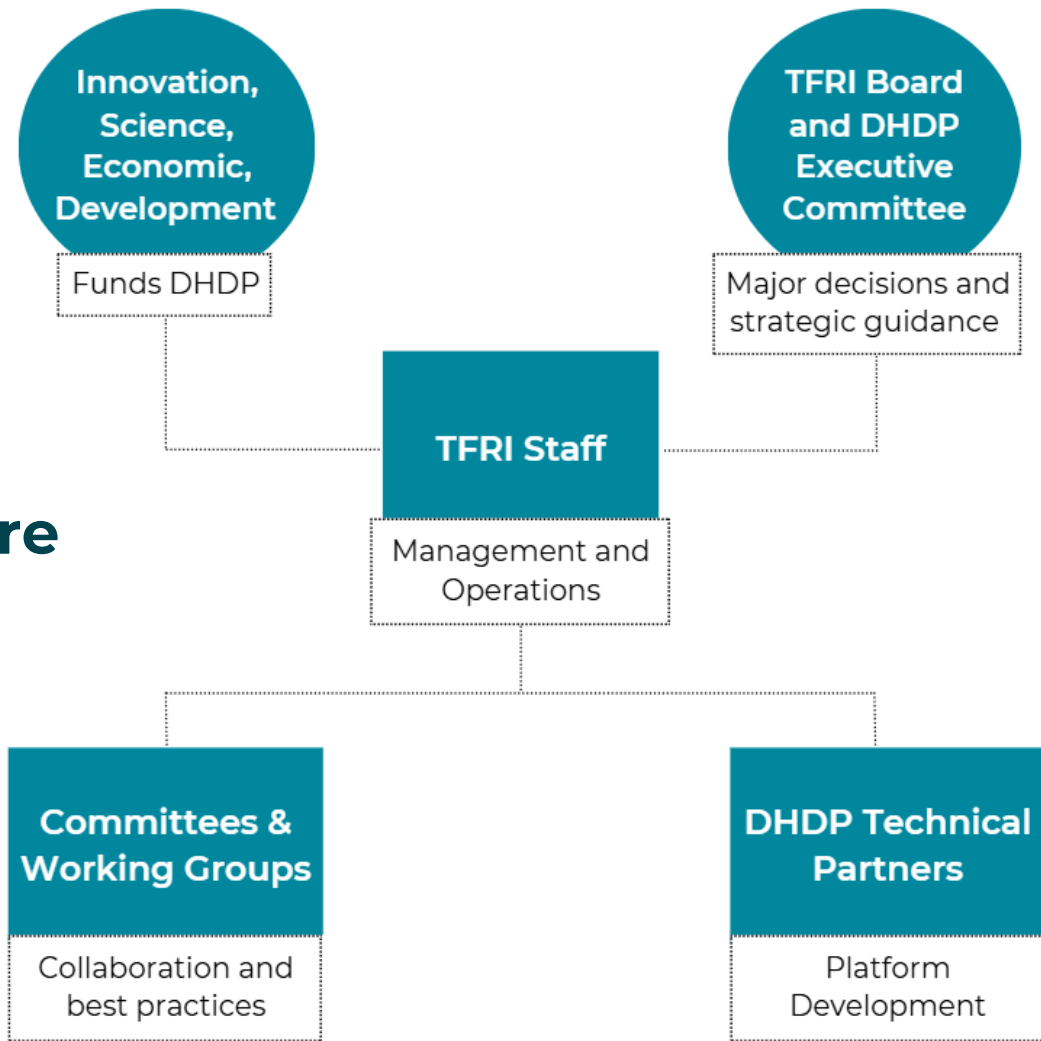 Innovation,
Science,
Economic,
Development
Funds DHDP
TFRI Board
and DHDP
Executive
Committee
Major decisions and
strategic guidance
TFRI Staff
Management and
Operations
re
Committees &
Working Groups
Collaboration and
best practices
DHDP Technical
Partners
Platform
Development